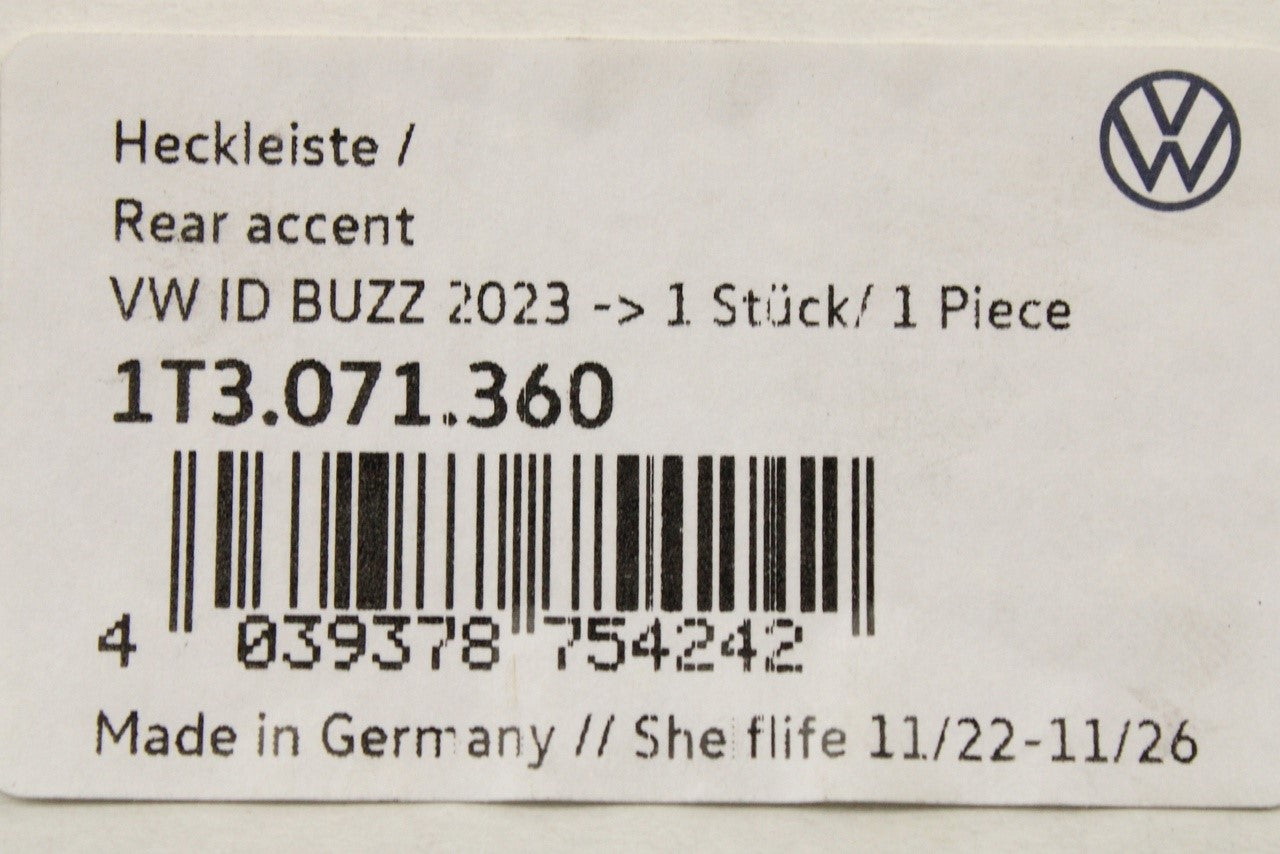 Heckleiste /
Rear accent
VW ID BUZZ 2023 -> 1 Stück/ 1 Piece
1T3.071.360
4 039378 754242
Made in Germany // Shelflife 11/22-11/26